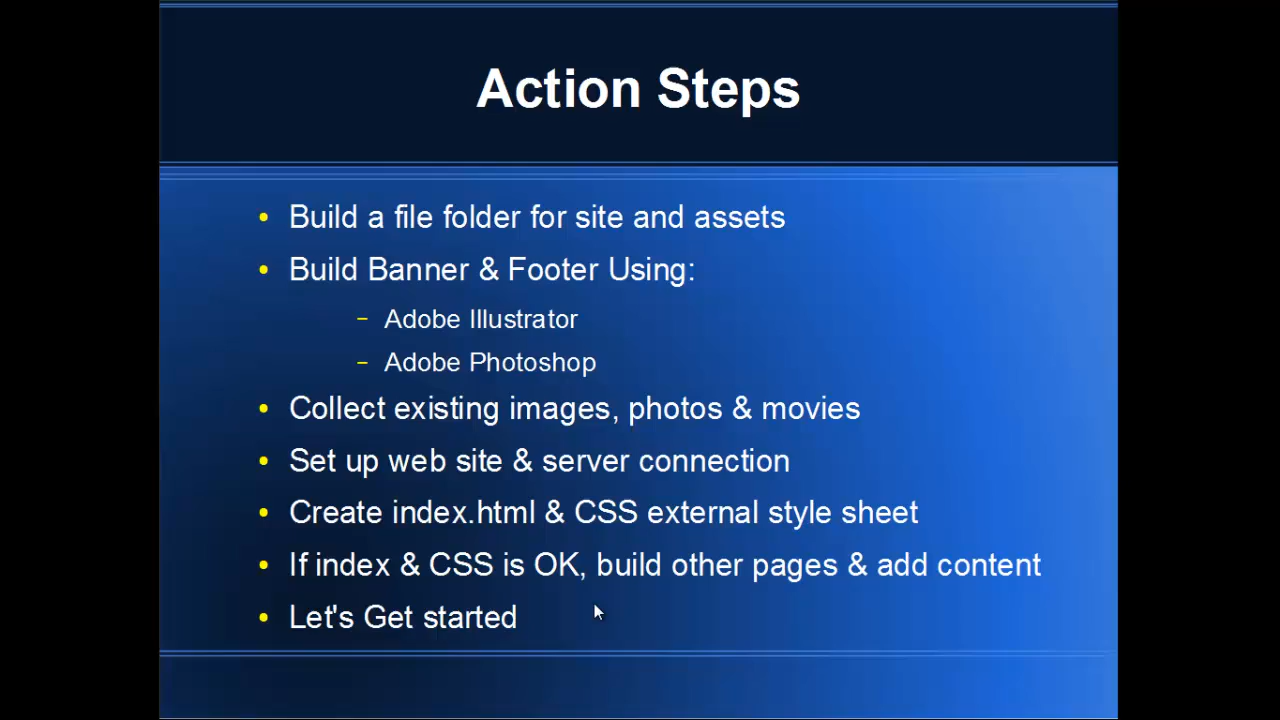 Action Steps
• Build a file folder for site and assets
• Build Banner & Footer Using:
– Adobe Illustrator
– Adobe Photoshop
• Collect existing images, photos & movies
• Set up web site & server connection
• Create index.html & CSS external style sheet
• If index & CSS is OK, build other pages & add content
• Let's Get started